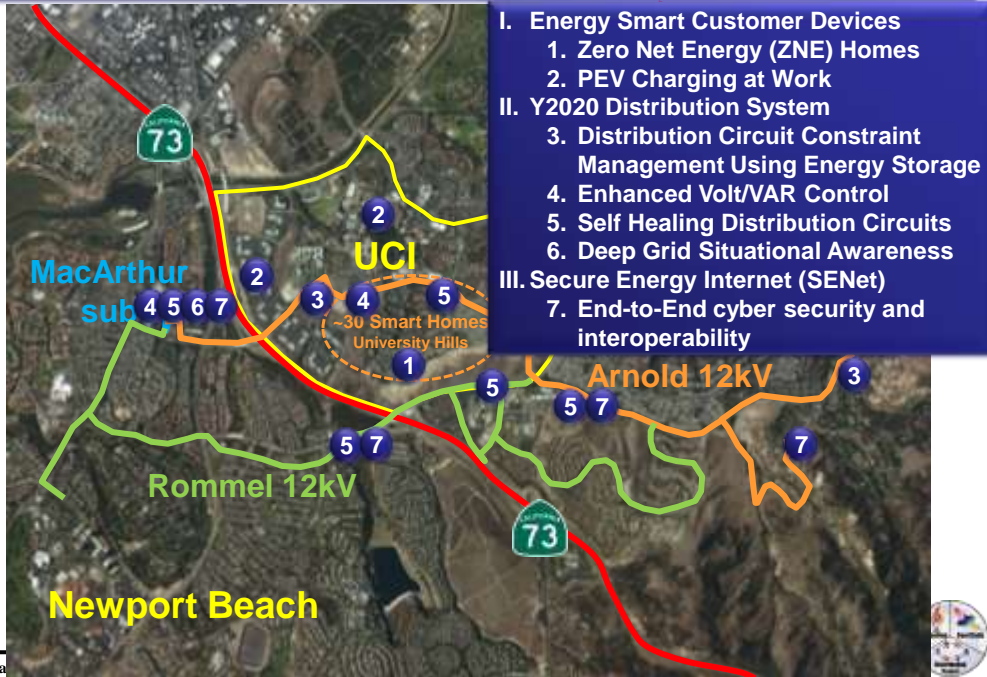 I. Energy Smart Customer Devices
1. Zero Net Energy (ZNE) Homes
2. PEV Charging at Work
II. Y2020 Distribution System
3. Distribution Circuit Constraint
Management Using Energy Storage
4. Enhanced Volt/VAR Control
5. Self Healing Distribution Circuits
6. Deep Grid Situational Awareness
III. Secure Energy Internet (SENet)
7. End-to-End cyber security and
interoperability
CALIFORNIA
73
2
UCI
MacArthur
sub
2
4 5 6 7
3 4 5
~30 Smart Homes
University Hills
1
5
Arnold 12kV
3
5 7
5 7
7
Rommel 12kV
CALIFORNIA
73
Newport Beach